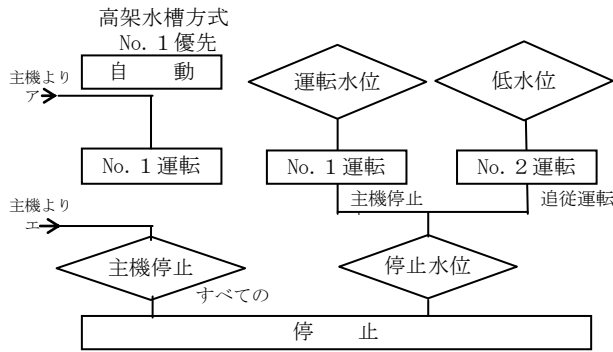 高架水槽方式
No. 1優先
自　　動
主機より
ア
運転水位
低水位
No. 1運転
No. 1運転
No. 2運転
主機停止
追従運転
主機より
エ
主機停止
停止水位
すべての
停　　止